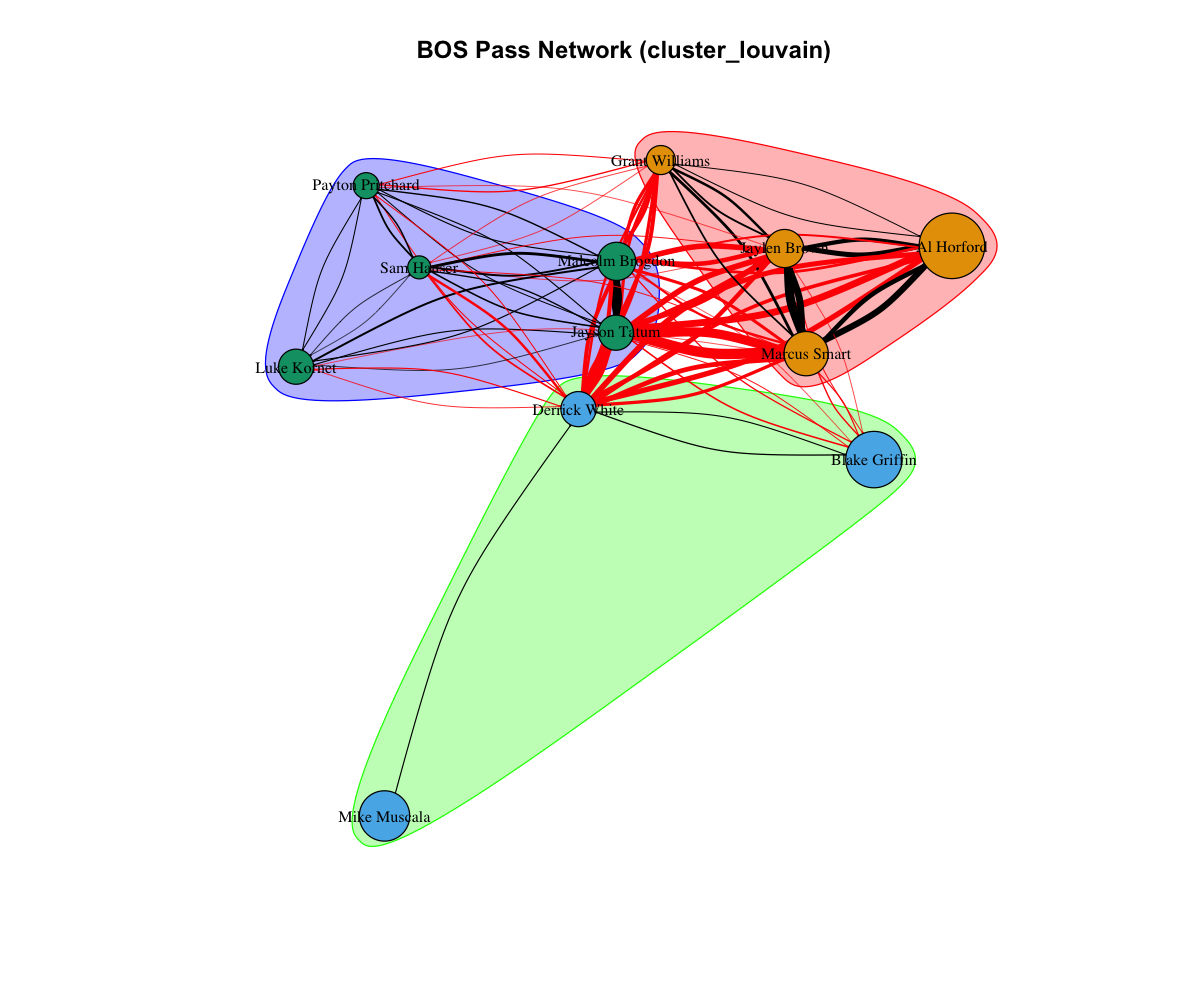 BOS Pass Network (cluster_louvain)
Grant Williams
Payton Pritchard
Jaylen Brown
Al Horford
Malcolm Brogdon
Sam Hauser
Jayson Tatum
Marcus Smart
Luke Kornet
Derrick White
Blake Griffin
Mike Muscala